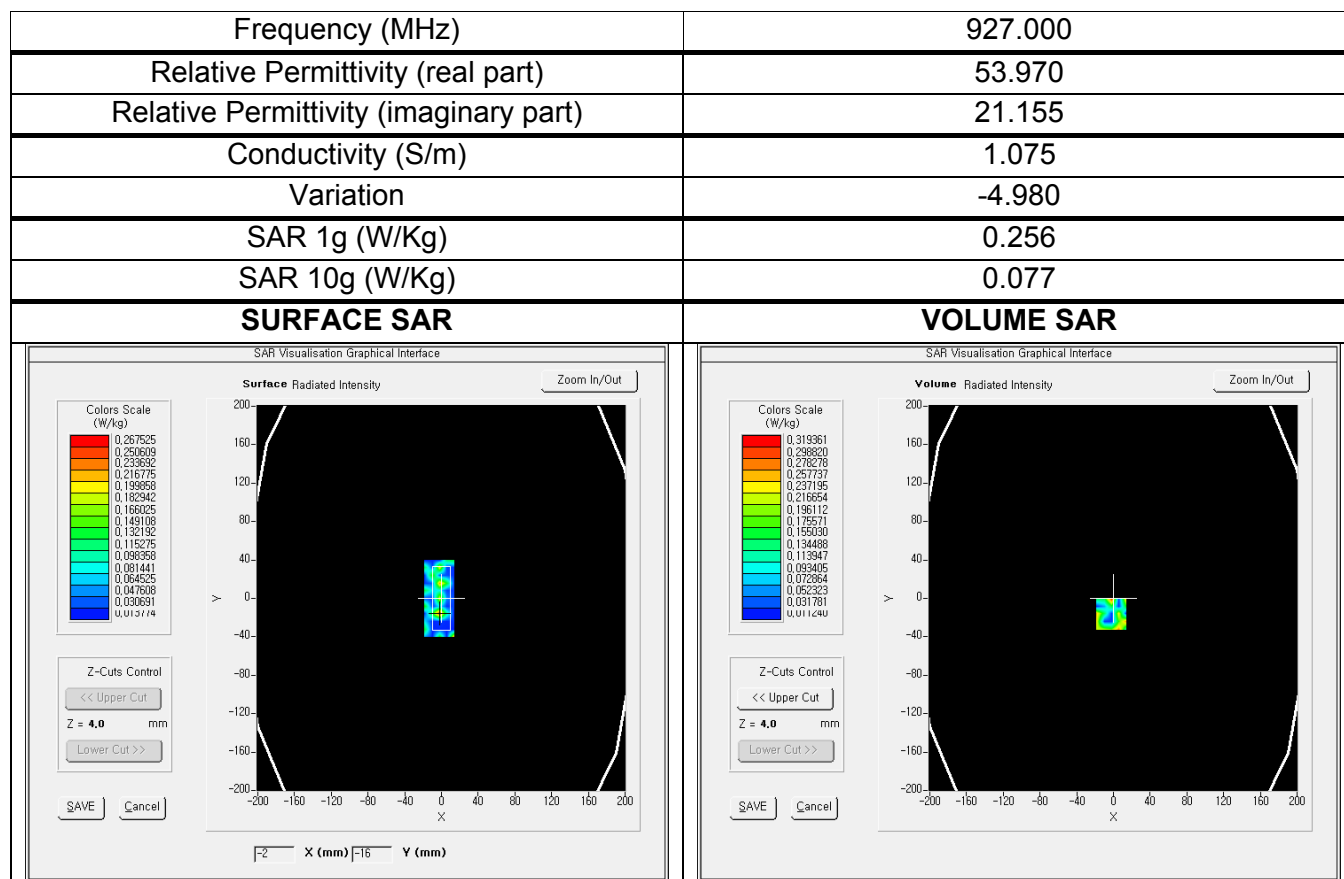 Frequency (MHz) 927.000
Relative Permittivity (real part) 53.970
Relative Permittivity (imaginary part) 21.155
Conductivity (S/m) 1.075
Variation -4.980
SAR 1g (W/Kg) 0.256
SAR 10g (W/Kg) 0.077
SURFACE SAR VOLUME SAR
SAR Visualisation Graphical Interface
Surface Radiated Intensity
Zoom In/Out
Colors Scale
(W/kg)
0.267525
0.250609
0.233692
0.216775
0.199858
0.182942
0.166025
0.149108
0.132192
0.115275
0.098358
0.081441
0.064525
0.047608
0.030691
0.013774
Z-Cuts Control
<< Upper Cut
Z = 4.0 mm
Lower Cut >>
SAVE Cancel
200
160
120
80
40
0
-40
-80
-120
-160
-200
Y
-200 -160 -120 -80 -40 0 40 80 120 160 200
X
-2 X (mm) -16 Y (mm)
SAR Visualisation Graphical Interface
Volume Radiated Intensity
Zoom In/Out
Colors Scale
(W/kg)
0.319361
0.298820
0.278278
0.257737
0.237195
0.216654
0.196112
0.175571
0.155030
0.134488
0.113947
0.093405
0.072864
0.052323
0.031781
0.011240
Z-Cuts Control
<< Upper Cut
Z = 4.0 mm
Lower Cut >>
SAVE Cancel
200
160
120
80
40
0
-40
-80
-120
-160
-200
Y
-200 -160 -120 -80 -40 0 40 80 120 160 200
X